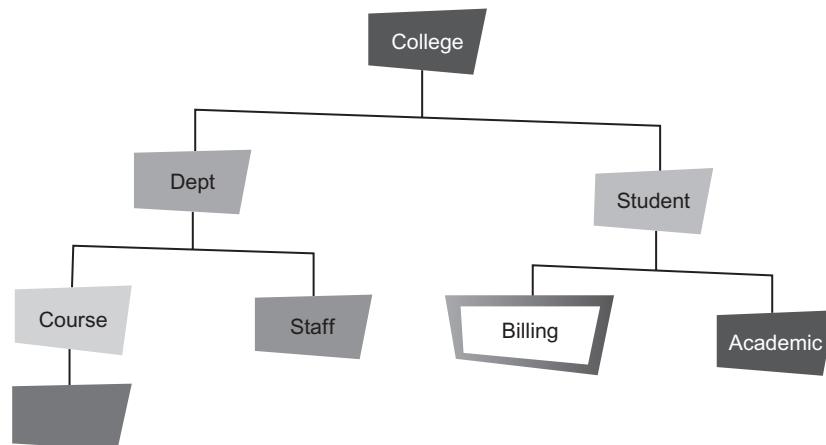 College
Dept
Student
Course
Staff
Billing
Academic